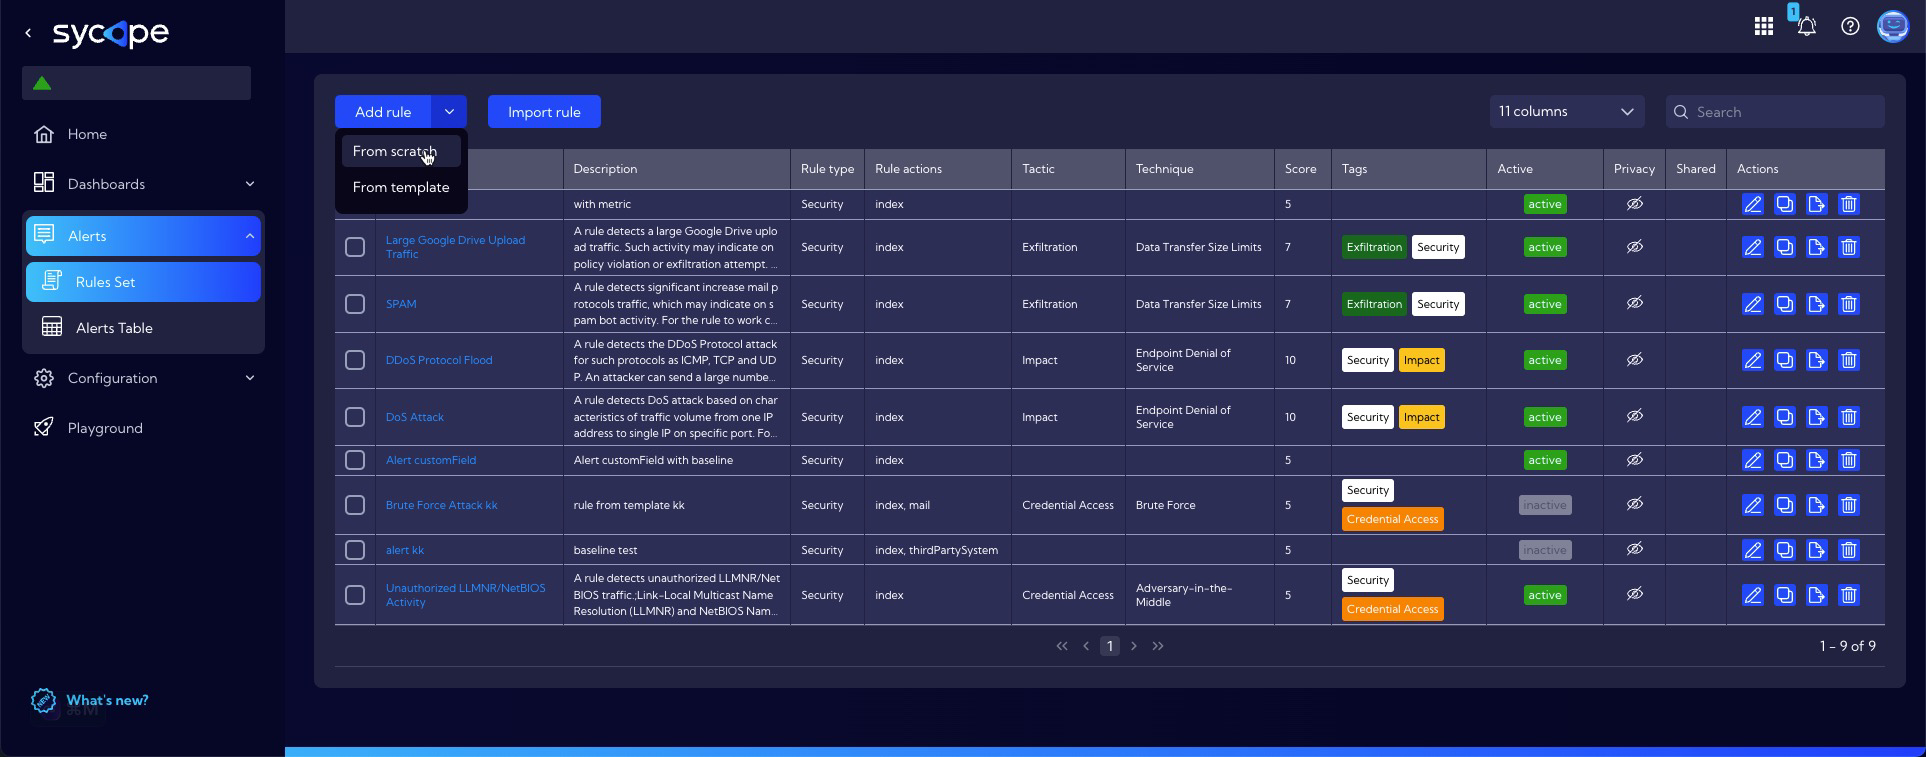 sycope
1
Home
Dashboards
Alerts
Rules Set
Alerts Table
Configuration
Playground
What's new?
⌘M
Add rule
Import rule
11 columns
Search
From scratch
From template
Description
Rule type
Rule actions
Tactic
Technique
Score
Tags
Active
Privacy
Shared
Actions
with metric
Security
index
5
active
Large Google Drive Upload
Traffic
A rule detects a large Google Drive uplo
ad traffic. Such activity may indicate on
policy violation or exfiltration attempt. ...
Security
index
Exfiltration
Data Transfer Size Limits
7
Exfiltration
Security
active
SPAM
A rule detects significant increase mail p
rotocols traffic, which may indicate on s
pam bot activity. For the rule to work c...
Security
index
Exfiltration
Data Transfer Size Limits
7
Exfiltration
Security
active
DDoS Protocol Flood
A rule detects the DDoS Protocol attack
for such protocols as ICMP, TCP and UD
P. An attacker can send a large numbe...
Security
index
Impact
Endpoint Denial of
Service
10
Security
Impact
active
DoS Attack
A rule detects DoS attack based on char
acteristics of traffic volume from one IP
address to single IP on specific port. Fo...
Security
index
Impact
Endpoint Denial of
Service
10
Security
Impact
active
Alert customField
Alert customField with baseline
Security
index
5
active
Brute Force Attack kk
rule from template kk
Security
index, mail
Credential Access
Brute Force
5
Security
Credential Access
inactive
alert kk
baseline test
Security
index, thirdPartySystem
5
inactive
Unauthorized LLMNR/NetBIOS
Activity
A rule detects unauthorized LLMNR/Net
BIOS traffic.;Link-Local Multicast Name
Resolution (LLMNR) and NetBIOS Nam...
Security
index
Credential Access
Adversary-in-the-
Middle
5
Security
Credential Access
active
1
1 - 9 of 9